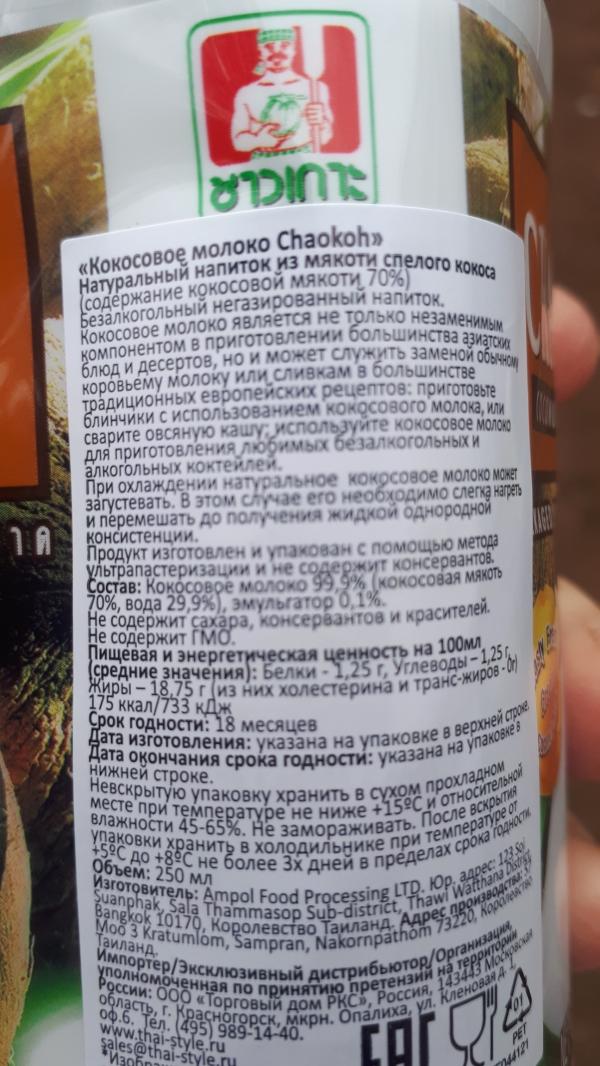 ชาวเกาะ
«Кокосовое молоко Chaokoh»
Натуральный напиток из мякоти спелого кокоса
(содержание кокосовой мякоти 70%)
Безалкогольный негазированный напиток.
Кокосовое молоко является не только незаменимым
компонентом в приготовлении большинства азиатских
блюд и десертов, но и может служить заменой обычному
коровьему молоку или сливкам в большинстве
традиционных европейских рецептов: приготовьте
блинчики с использованием кокосового молока, или
сварите овсяную кашу; используйте кокосовое молоко
для приготовления любимых безалкогольных и
алкогольных коктейлей.
При охлаждении натуральное кокосовое молоко может
загустевать. В этом случае его необходимо слегка нагреть
и перемешать до получения жидкой однородной
консистенции.
Продукт изготовлен и упакован с помощью метода
ультрапастеризации и не содержит консервантов.
Состав: Кокосовое молоко 99,9% (кокосовая мякоть
70%, вода 29,9%), эмульгатор 0,1%.
Не содержит сахара, консервантов и красителей.
Не содержит ГМО.
Пищевая и энергетическая ценность на 100мл
(средние значения): Белки - 1,25 г, Углеводы – 1,25 г,
Жиры – 18,75 г (из них холестерина и транс-жиров - 0г)
175 ккал/733 кДж
Срок годности: 18 месяцев
Дата изготовления: указана на упаковке в верхней строке.
Дата окончания срока годности: указана на упаковке в
нижней строке.
Невскрытую упаковку хранить в сухом прохладном
месте при температуре не ниже +15ºС и относительной
влажности 45-65%. Не замораживать. После вскрытия
упаковки хранить в холодильнике при температуре от
+5ºС до +8ºС не более 3х дней в пределах срока годности.
Объем: 250 мл
Изготовитель: Ampol Food Processing LTD. Юр. адрес: 123 Soi
Suanphak, Sala Thammasop Sub-district, Thawi Watthana District,
Bangkok 10170, Королевство Таиланд. Адрес производства: 57
Moo 3 Kratumlom, Sampran, Nakornpathom 73220, Королевство
Таиланд.
Импортер/Эксклюзивный дистрибьютор/Организация,
уполномоченная по принятию претензий на территории
России: ООО «Торговый дом РКС», Россия, 143443 Московская
область, г. Красногорск, мкрн. Опалиха, ул. Кленовая д. 1,
оф.6. Тел. (495) 989-14-40.
www.thai-style.ru
sales@thai-style.ru
EAC
01
PET